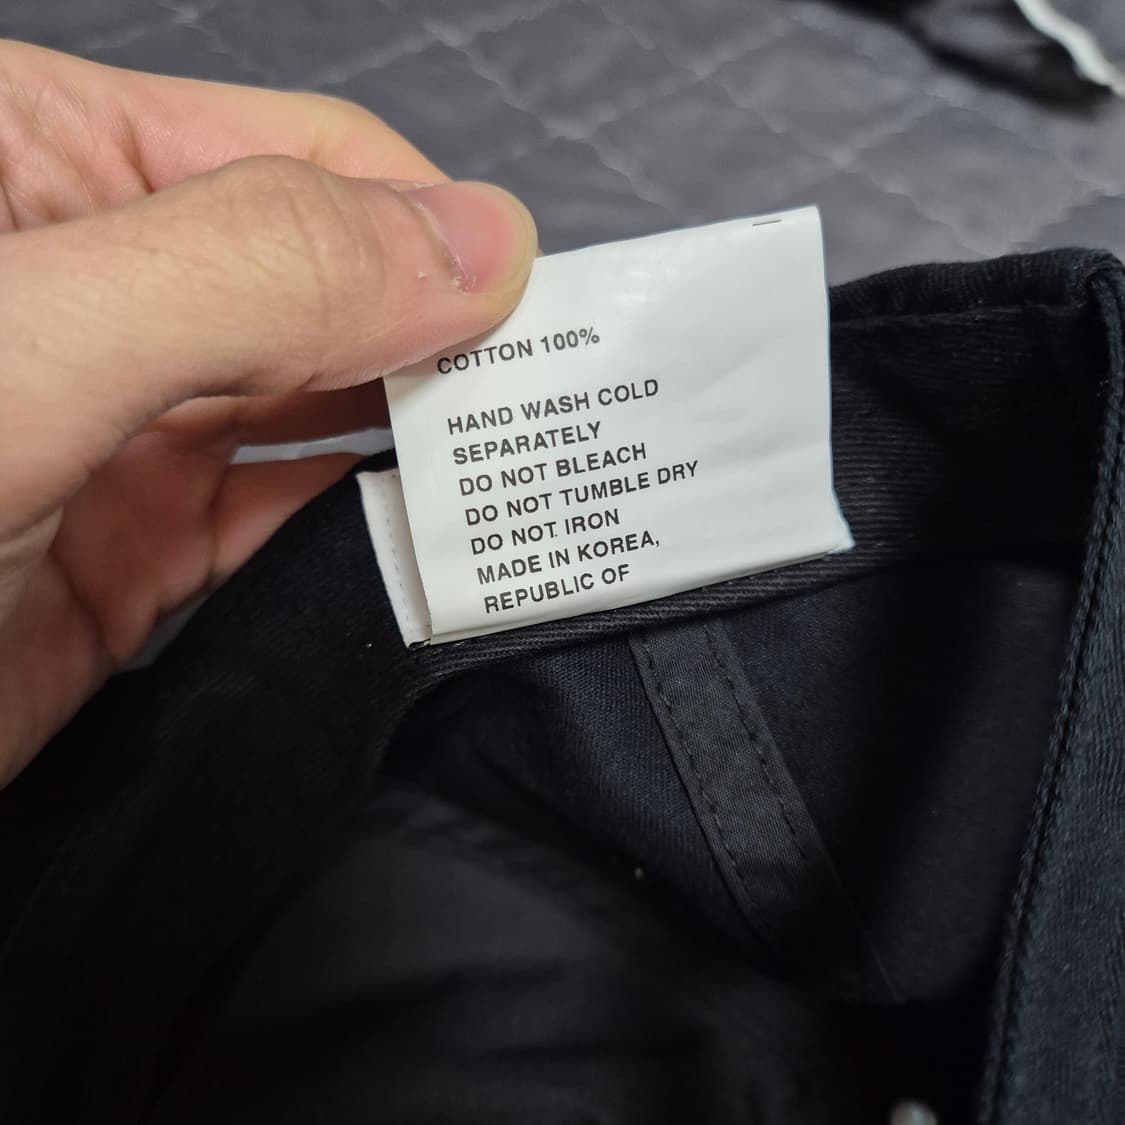 COTTON 100%
HAND WASH COLD
SEPARATELY
DO NOT BLEACH
DO NOT TUMBLE DRY
DO NOT IRON
MADE IN KOREA,
REPUBLIC OF